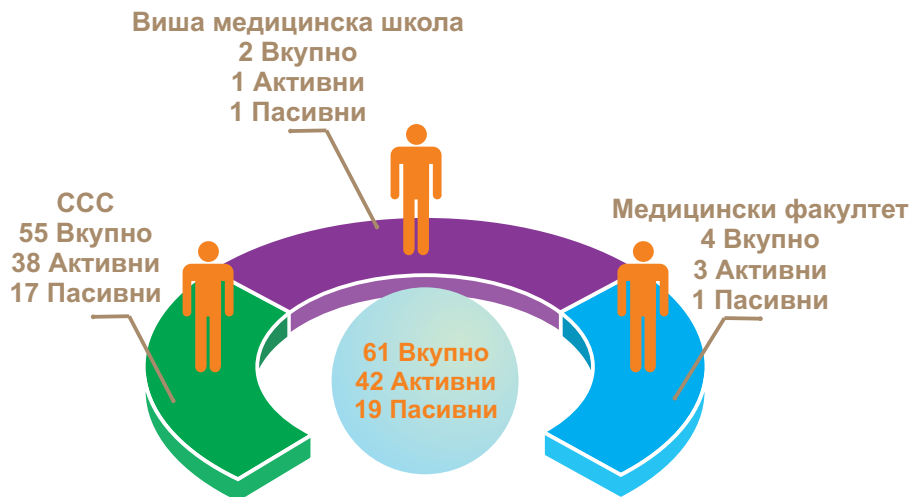 Виша медицинска школа
2 Вкупно
1 Активни
1 Пасивни
ССС
55 Вкупно
38 Активни
17 Пасивни
Медицински факултет
4 Вкупно
3 Активни
1 Пасивни
61 Вкупно
42 Активни
19 Пасивни